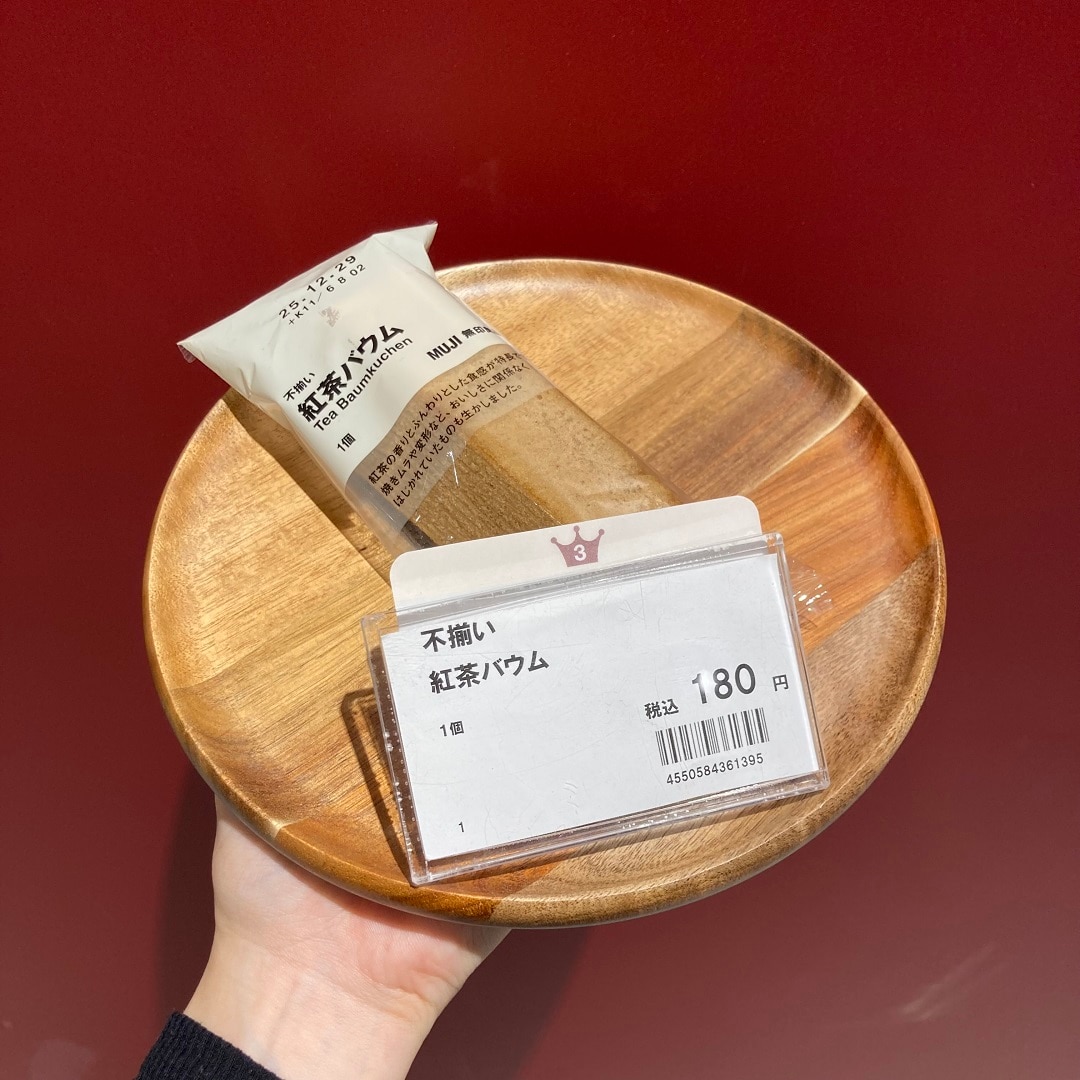 25.12.29
+K11/6802
不揃い
紅茶バウム
Tea Baumkuchen
1個
MUJI 無印
紅茶の香りとふんわりとした食感が特長で
焼きムラや変形など、おいしさに関係なく
はじかれていたものも生かしました。
3
不揃い
紅茶バウム
1個
税込 180 円
4550584361395
1